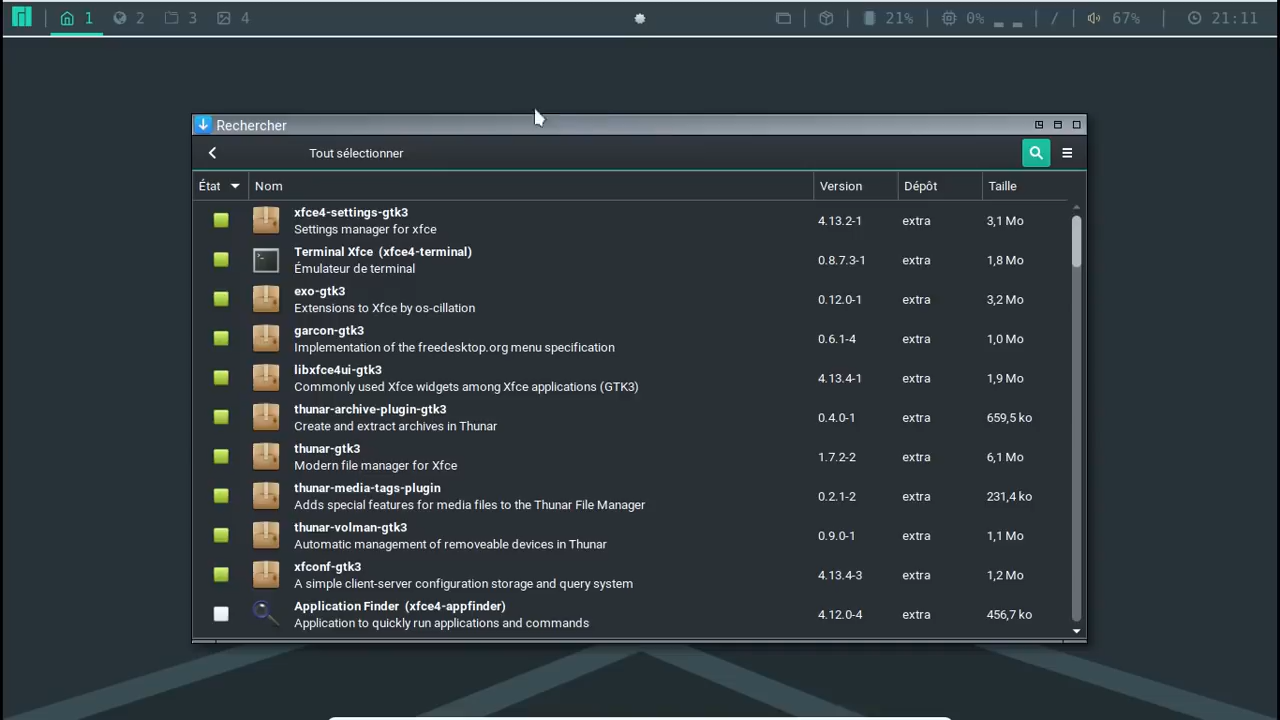 1 2 3 4 21% 0% / 67% 21:11
Rechercher
Tout sélectionner
État Nom Version Dépôt Taille
xfce4-settings-gtk3
Settings manager for xfce
4.13.2-1 extra 3,1 Mo
Terminal Xfce (xfce4-terminal)
Émulateur de terminal
0.8.7.3-1 extra 1,8 Mo
exo-gtk3
Extensions to Xfce by os-cillation
0.12.0-1 extra 3,2 Mo
garcon-gtk3
Implementation of the freedesktop.org menu specification
0.6.1-4 extra 1,0 Mo
libxfce4ui-gtk3
Commonly used Xfce widgets among Xfce applications (GTK3)
4.13.4-1 extra 1,9 Mo
thunar-archive-plugin-gtk3
Create and extract archives in Thunar
0.4.0-1 extra 659,5 ko
thunar-gtk3
Modern file manager for Xfce
1.7.2-2 extra 6,1 Mo
thunar-media-tags-plugin
Adds special features for media files to the Thunar File Manager
0.2.1-2 extra 231,4 ko
thunar-volman-gtk3
Automatic management of removeable devices in Thunar
0.9.0-1 extra 1,1 Mo
xfconf-gtk3
A simple client-server configuration storage and query system
4.13.4-3 extra 1,2 Mo
Application Finder (xfce4-appfinder)
Application to quickly run applications and commands
4.12.0-4 extra 456,7 ko